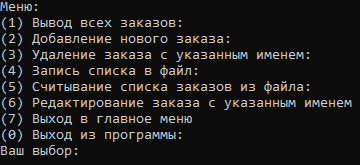 Меню:
(1) Вывод всех заказов:
(2) Добавление нового заказа:
(3) Удаление заказа с указанным именем:
(4) Запись списка в файл:
(5) Считывание списка заказов из файла:
(6) Редактирование заказа с указанным именем
(7) Выход в главное меню
(0) Выход из программы:
Ваш выбор: